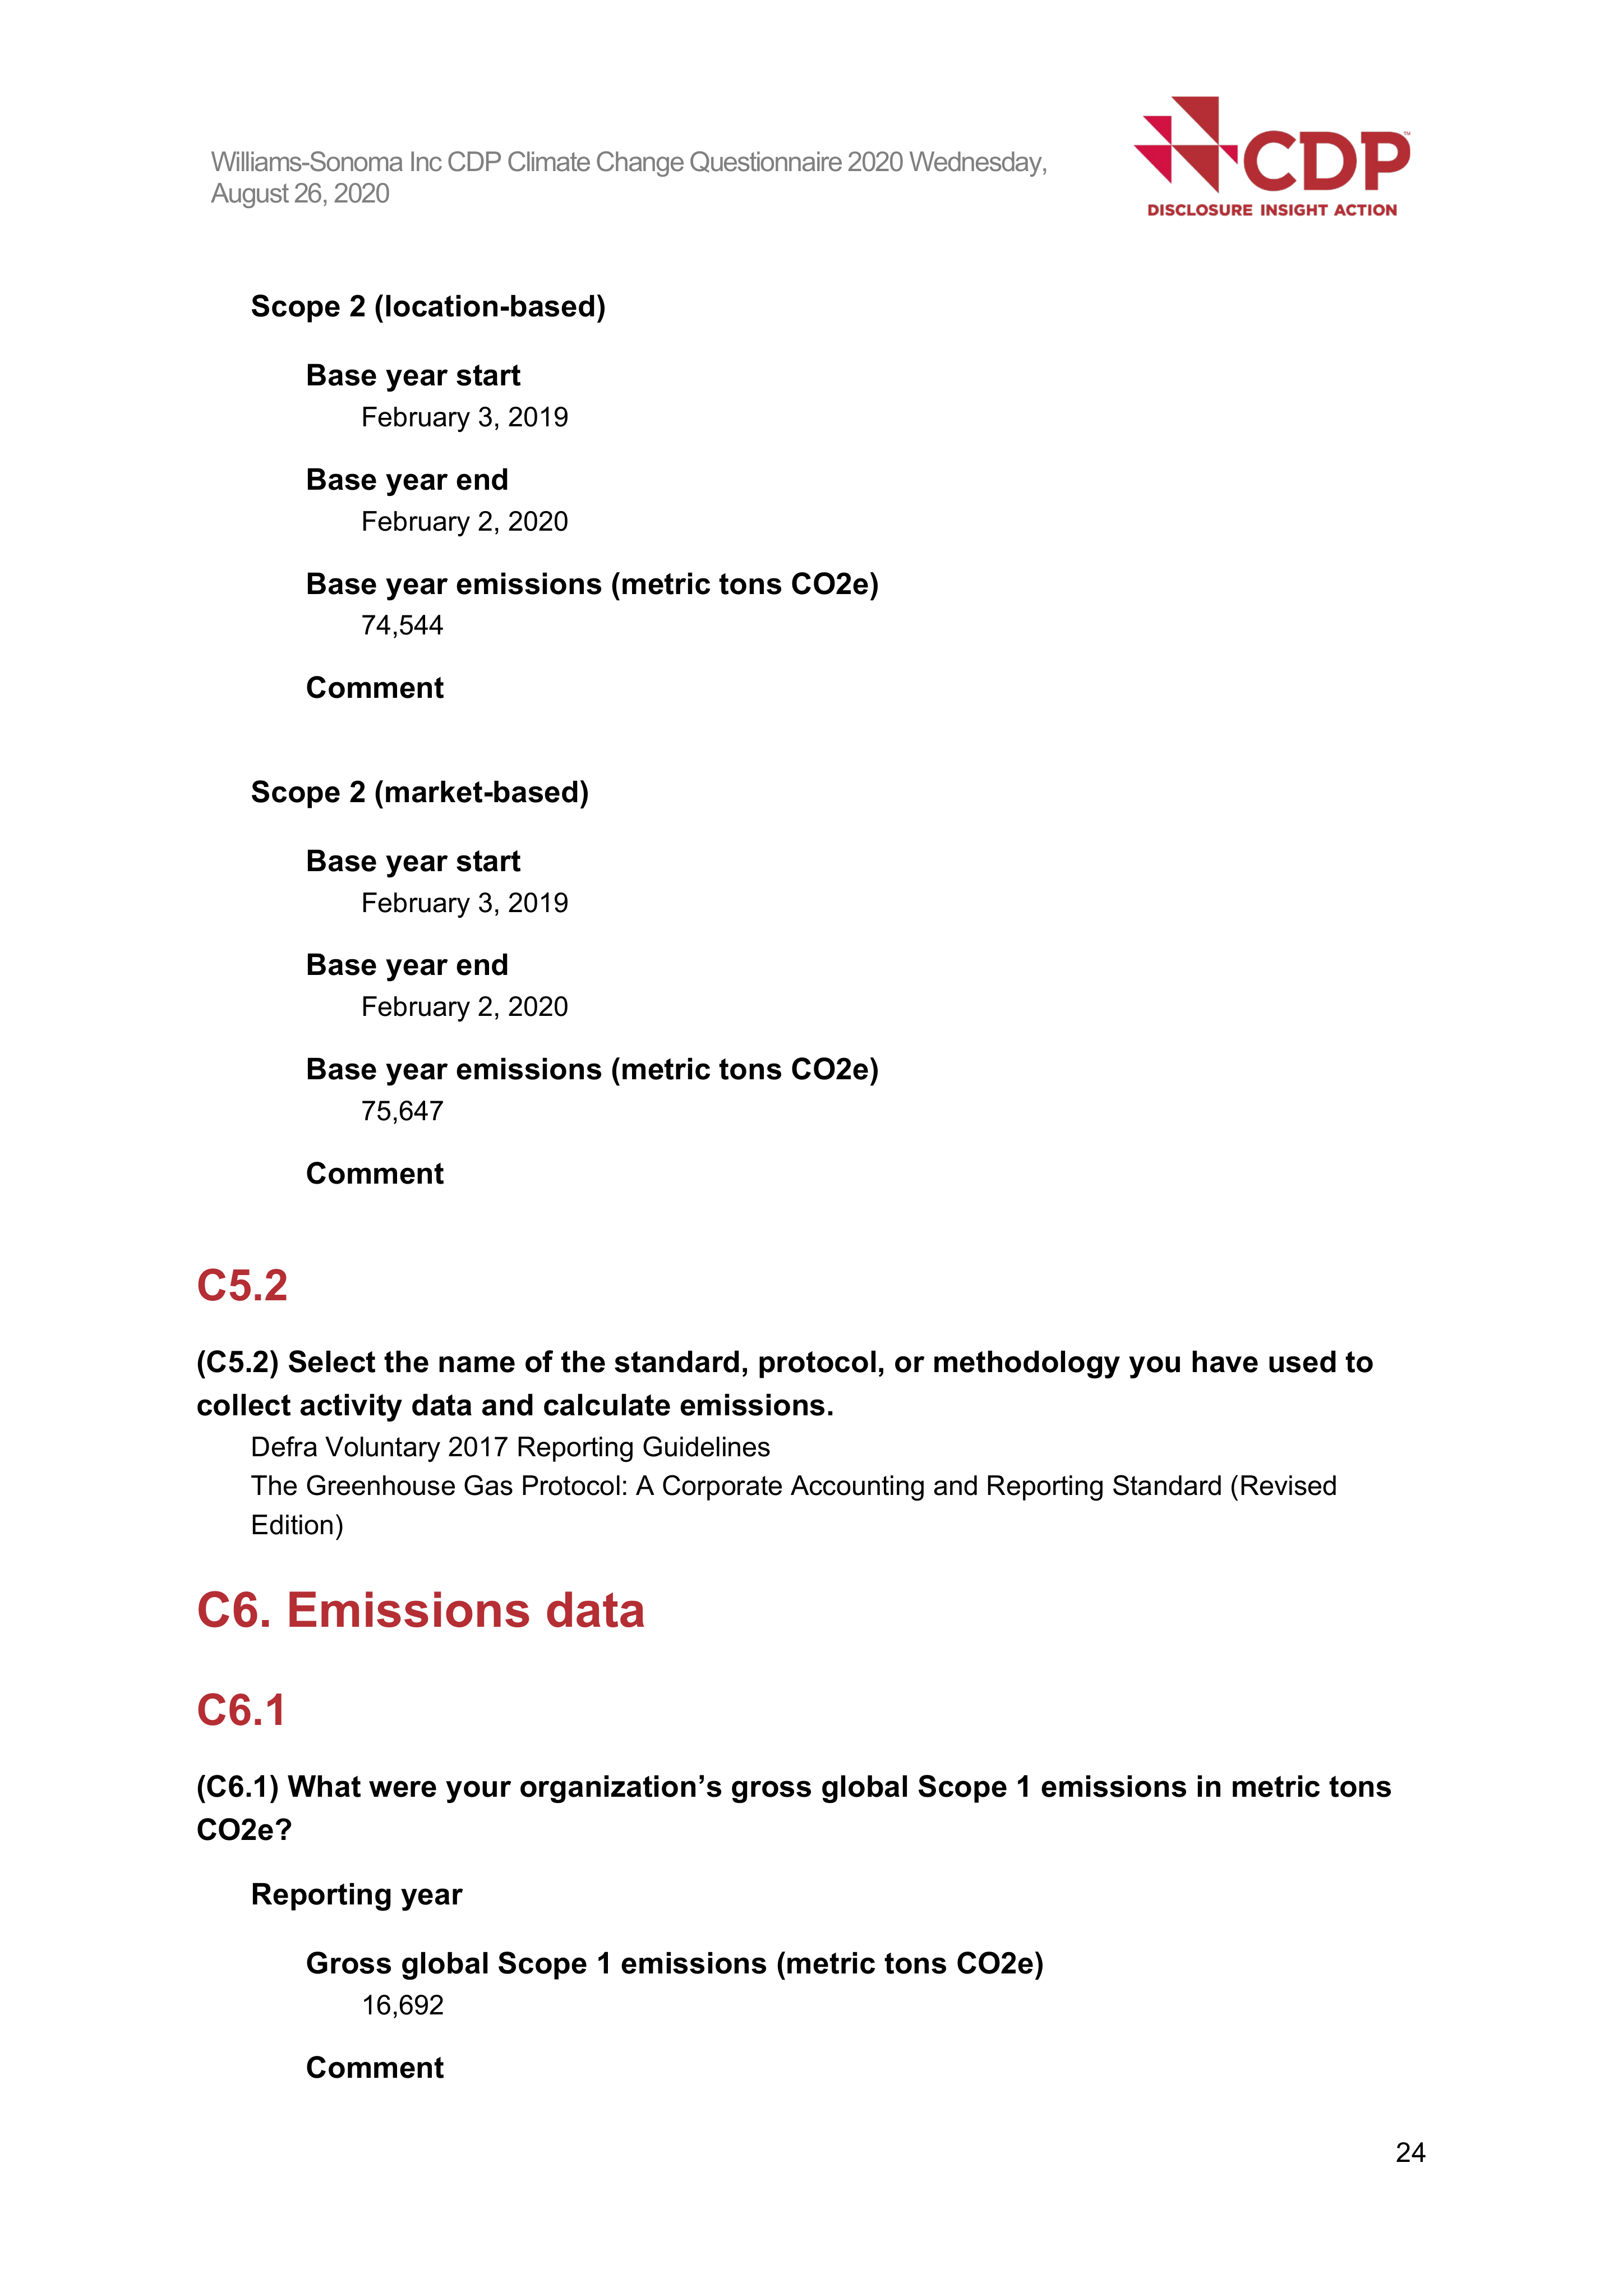 Williams-Sonoma Inc CDP Climate Change Questionnaire 2020 Wednesday,
August 26, 2020
CDP™
DISCLOSURE INSIGHT ACTION
Scope 2 (location-based)
Base year start
February 3, 2019
Base year end
February 2, 2020
Base year emissions (metric tons CO2e)
74,544
Comment
Scope 2 (market-based)
Base year start
February 3, 2019
Base year end
February 2, 2020
Base year emissions (metric tons CO2e)
75,647
Comment
C5.2
(C5.2) Select the name of the standard, protocol, or methodology you have used to
collect activity data and calculate emissions.
Defra Voluntary 2017 Reporting Guidelines
The Greenhouse Gas Protocol: A Corporate Accounting and Reporting Standard (Revised
Edition)
C6. Emissions data
C6.1
(C6.1) What were your organization’s gross global Scope 1 emissions in metric tons
CO2e?
Reporting year
Gross global Scope 1 emissions (metric tons CO2e)
16,692
Comment
24